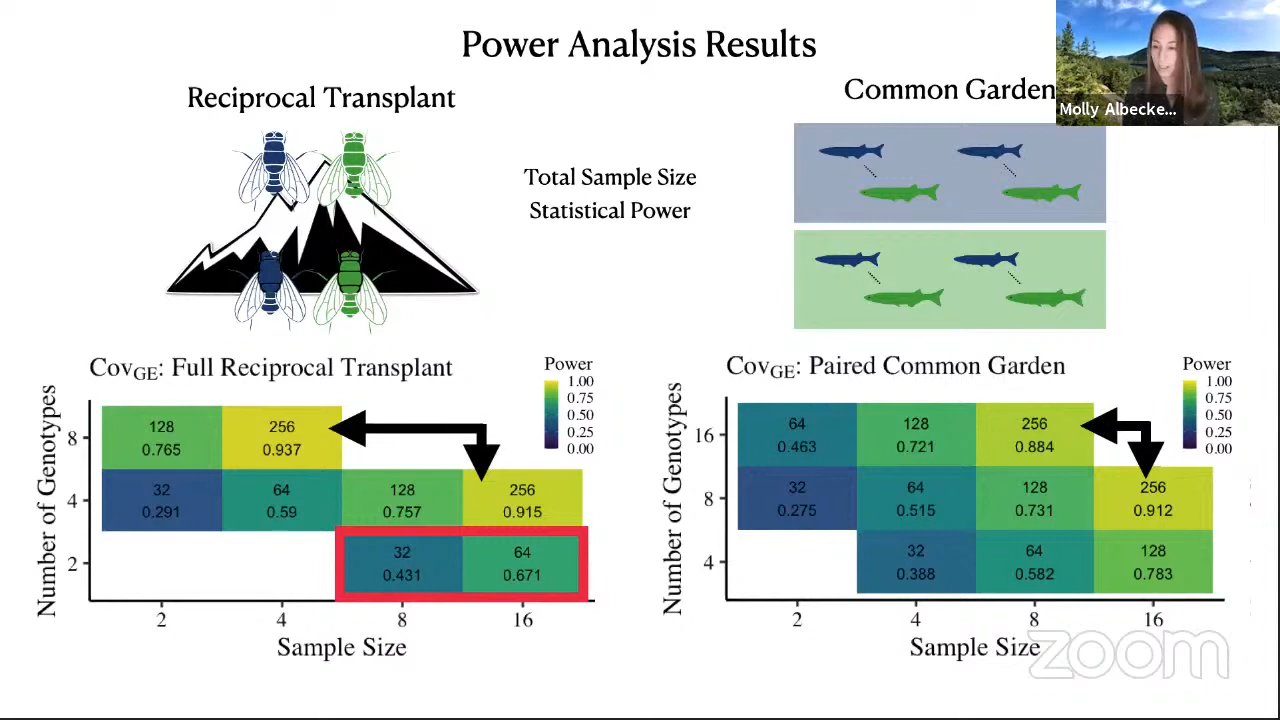 Power Analysis Results
Reciprocal Transplant
Common Garden
Molly Albecke...
Total Sample Size
Statistical Power
CovGE: Full Reciprocal Transplant
Power
1.00
0.75
0.50
0.25
0.00
Number of Genotypes
8
4
2
128 256
0.765 0.937
32 64 128 256
0.291 0.59 0.757 0.915
32 64
0.431 0.671
2 4 8 16
Sample Size
CovGE: Paired Common Garden
Power
1.00
0.75
0.50
0.25
0.00
Number of Genotypes
16
8
4
64 128 256
0.463 0.721 0.884
32 64 128 256
0.275 0.515 0.731 0.912
32 64 128
0.388 0.582 0.783
2 4 8 16
Sample Size
zoom